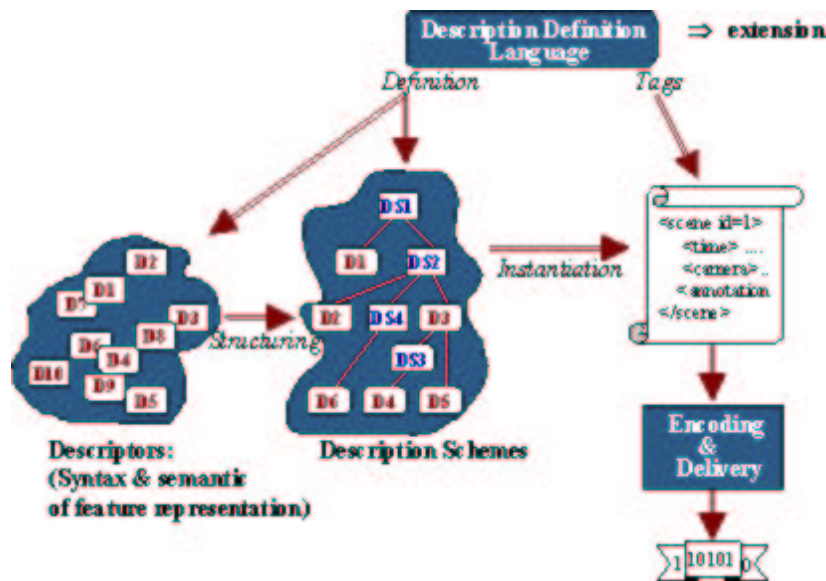 Description Definition
Language
⇒ extension
Definition
Tags
DS1
D1
DS2
D2
DS4
D3
DS3
D6
D4
D5
D2
D1
D7
D3
D8
D6
D4
D10
D9
D5
Structuring
Instantiation
<scene id=1>
<time> ....
<camera>..
<annotation
</scene>
Descriptors:
(Syntax & semantic
of feature representation)
Description Schemes
Encoding
&
Delivery
1 10101 0